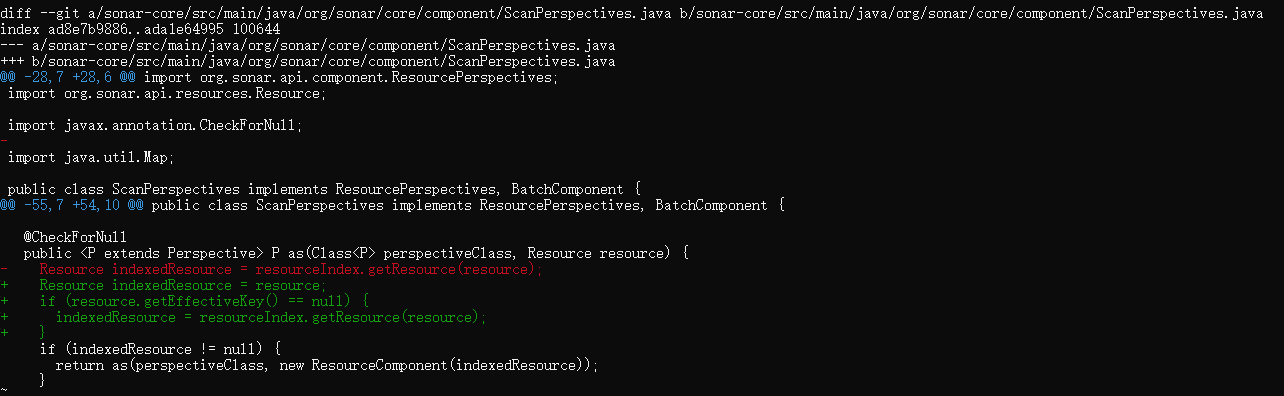 diff --git a/sonar-core/src/main/java/org/sonar/core/component/ScanPerspectives.java b/sonar-core/src/main/java/org/sonar/core/component/ScanPerspectives.java
index ad8e7b9886..ada1e64995 100644
--- a/sonar-core/src/main/java/org/sonar/core/component/ScanPerspectives.java
+++ b/sonar-core/src/main/java/org/sonar/core/component/ScanPerspectives.java
@@ -28,7 +28,6 @@ import org.sonar.api.component.ResourcePerspectives;
 import org.sonar.api.resources.Resource;

 import javax.annotation.CheckForNull;
-
 import java.util.Map;

 public class ScanPerspectives implements ResourcePerspectives, BatchComponent {
@@ -55,7 +54,10 @@ public class ScanPerspectives implements ResourcePerspectives, BatchComponent {

   @CheckForNull
   public <P extends Perspective> P as(Class<P> perspectiveClass, Resource resource) {
-    Resource indexedResource = resourceIndex.getResource(resource);
+    Resource indexedResource = resource;
+    if (resource.getEffectiveKey() == null) {
+      indexedResource = resourceIndex.getResource(resource);
+    }
     if (indexedResource != null) {
       return as(perspectiveClass, new ResourceComponent(indexedResource));
     }
~